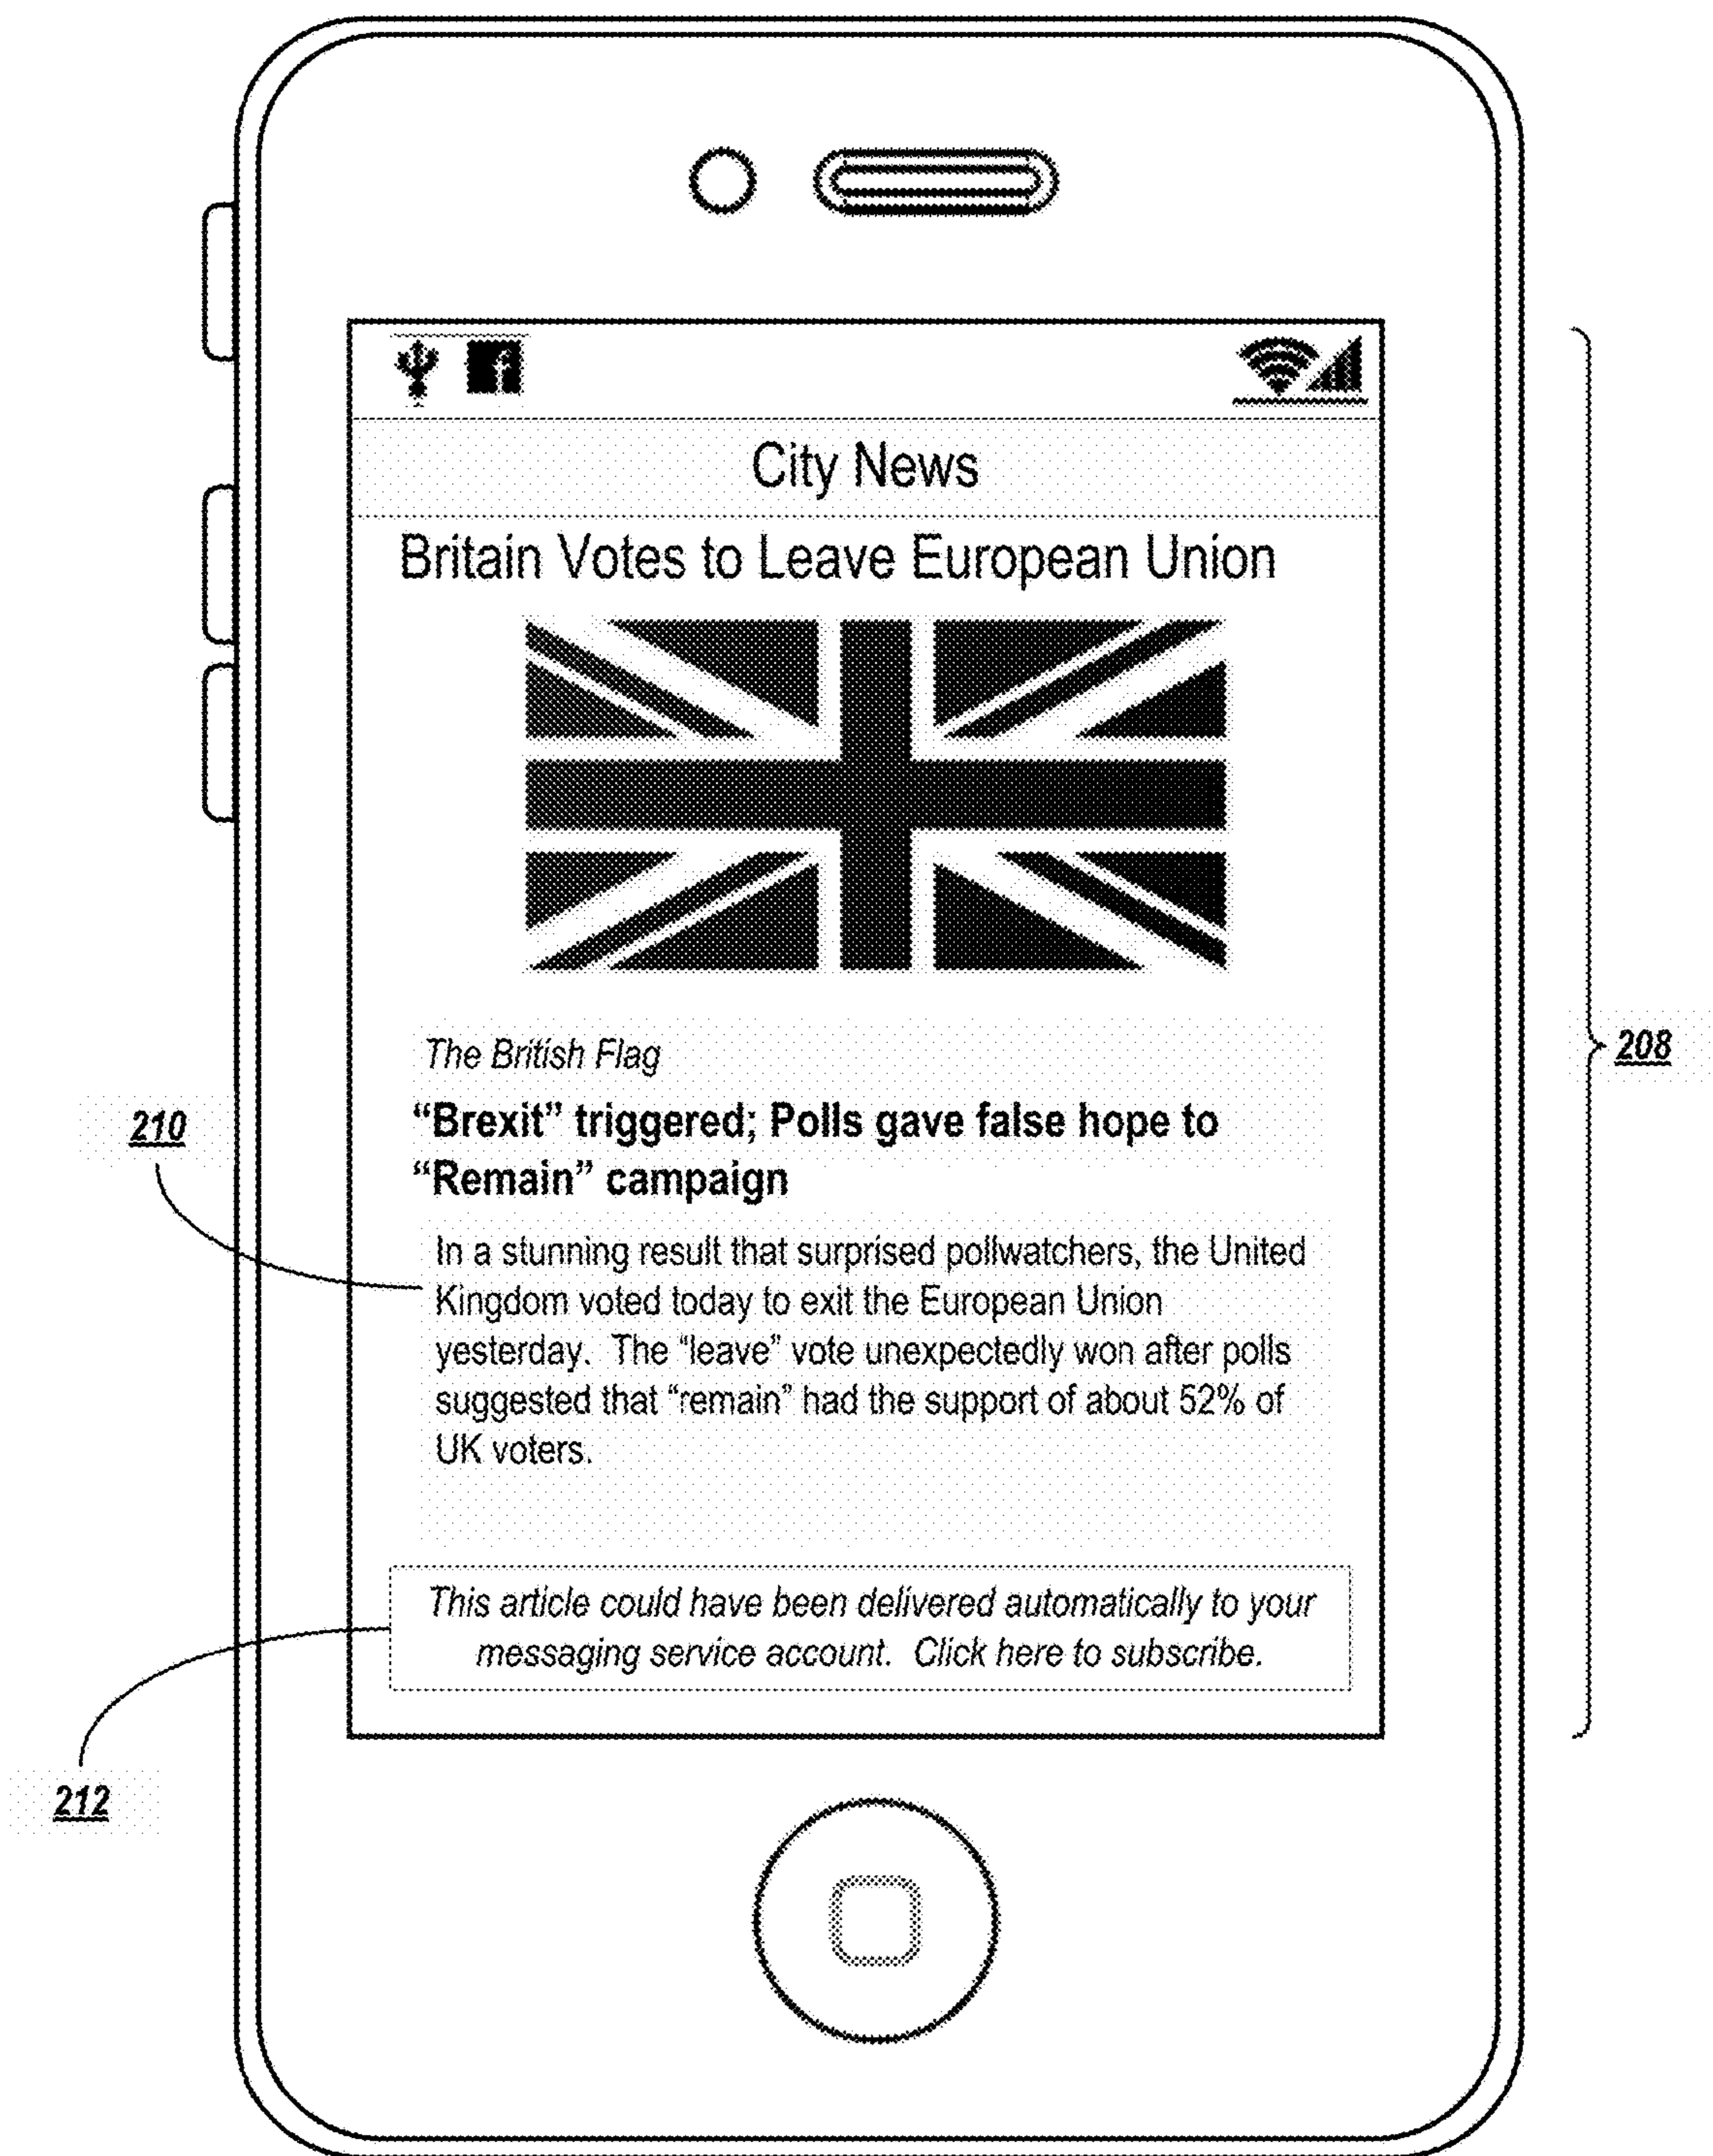 City News
Britain Votes to Leave European Union
The British Flag
“Brexit” triggered; Polls gave false hope to
“Remain” campaign
In a stunning result that surprised pollwatchers, the United
Kingdom voted today to exit the European Union
yesterday.  The “leave” vote unexpectedly won after polls
suggested that “remain” had the support of about 52% of
UK voters.
This article could have been delivered automatically to your
messaging service account.  Click here to subscribe.
208
210
212